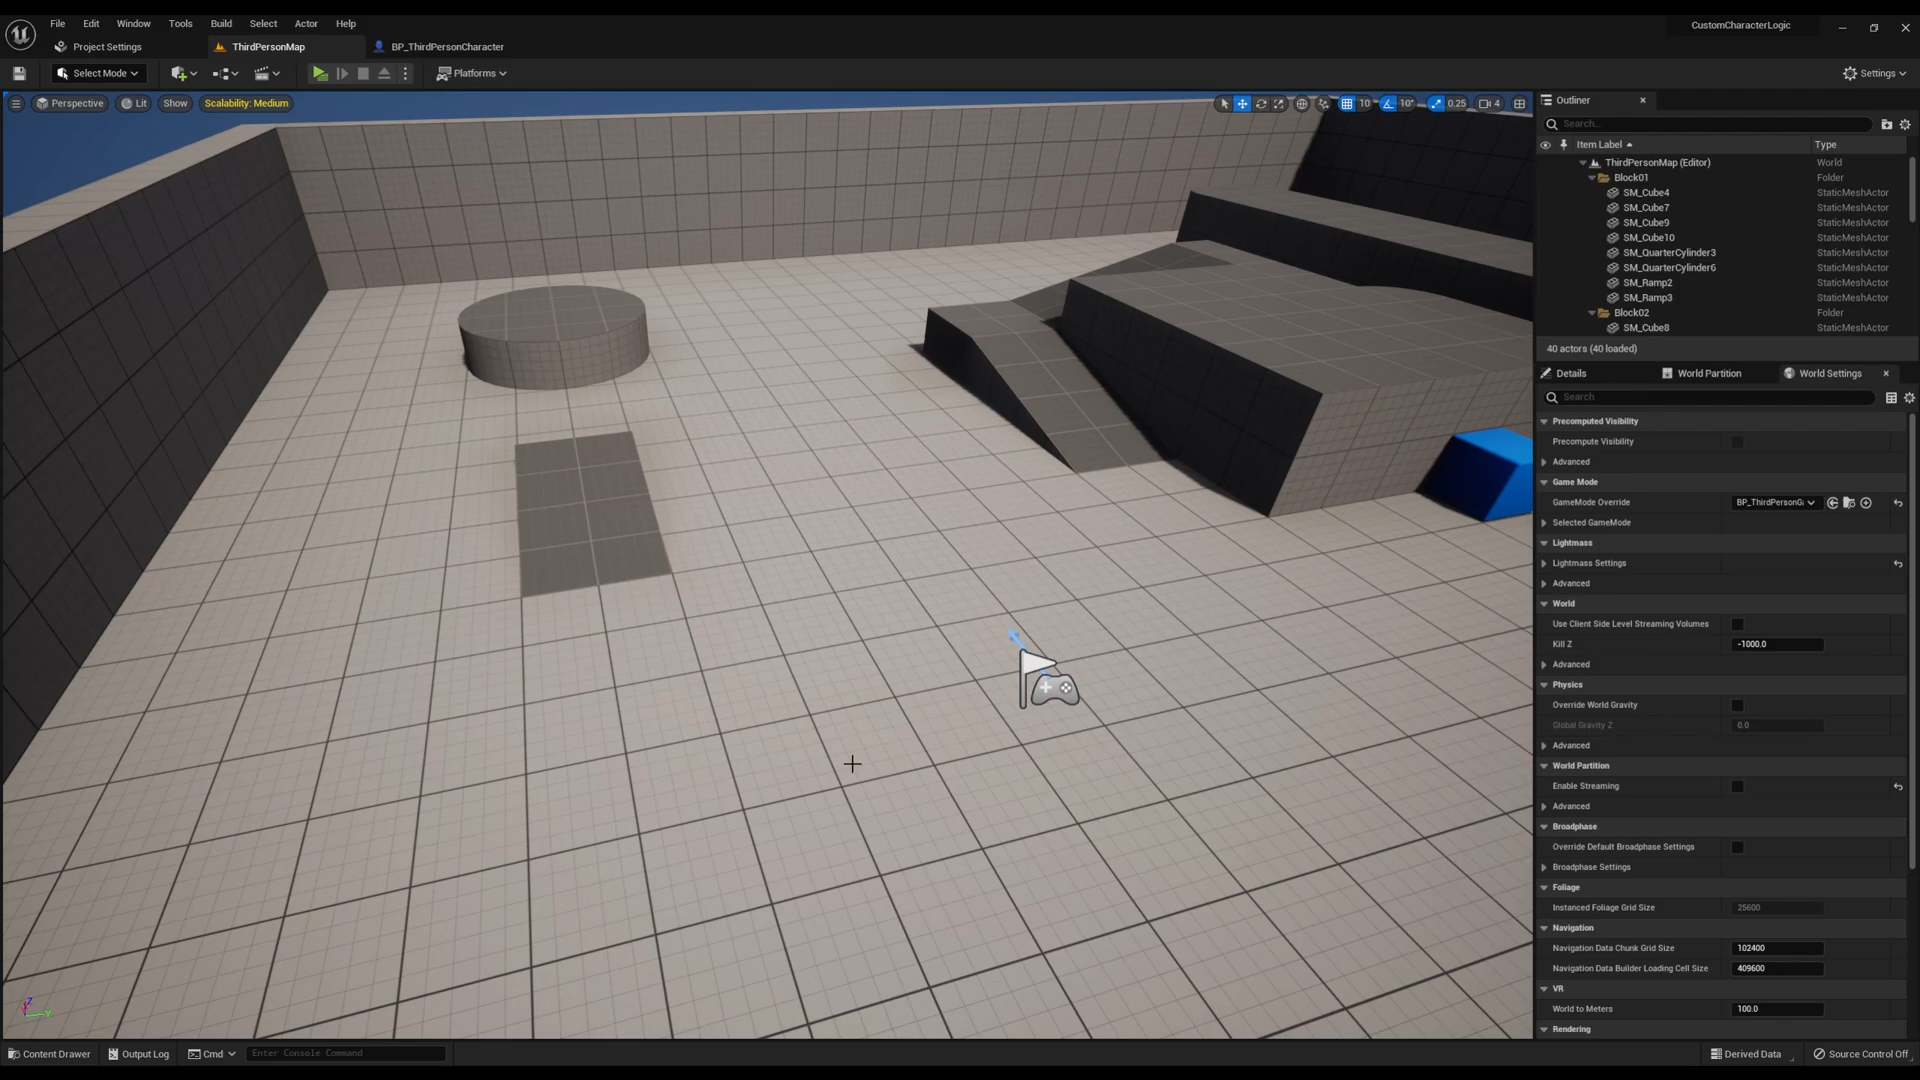 File Edit Window Tools Build Select Actor Help
CustomCharacterLogic
Project Settings
ThirdPersonMap
BP_ThirdPersonCharacter
Select Mode
Platforms
Settings
Perspective
Lit
Show
Scalability: Medium
10
10°
0.25
4
Outliner
Search...
Item Label
Type
ThirdPersonMap (Editor) World
Block01 Folder
SM_Cube4 StaticMeshActor
SM_Cube7 StaticMeshActor
SM_Cube9 StaticMeshActor
SM_Cube10 StaticMeshActor
SM_QuarterCylinder3 StaticMeshActor
SM_QuarterCylinder6 StaticMeshActor
SM_Ramp2 StaticMeshActor
SM_Ramp3 StaticMeshActor
Block02 Folder
SM_Cube8 StaticMeshActor
40 actors (40 loaded)
Details
World Partition
World Settings
Search
Precomputed Visibility
Precompute Visibility
Advanced
Game Mode
GameMode Override BP_ThirdPersonGa
Selected GameMode
Lightmass
Lightmass Settings
Advanced
World
Use Client Side Level Streaming Volumes
Kill Z -1000.0
Advanced
Physics
Override World Gravity
Global Gravity Z 0.0
Advanced
World Partition
Enable Streaming
Advanced
Broadphase
Override Default Broadphase Settings
Broadphase Settings
Foliage
Instanced Foliage Grid Size 25600
Navigation
Navigation Data Chunk Grid Size 102400
Navigation Data Builder Loading Cell Size 409600
VR
World to Meters 100.0
Rendering
Z
Y
Content Drawer
Output Log
Cmd
Enter Console Command
Derived Data
Source Control Off